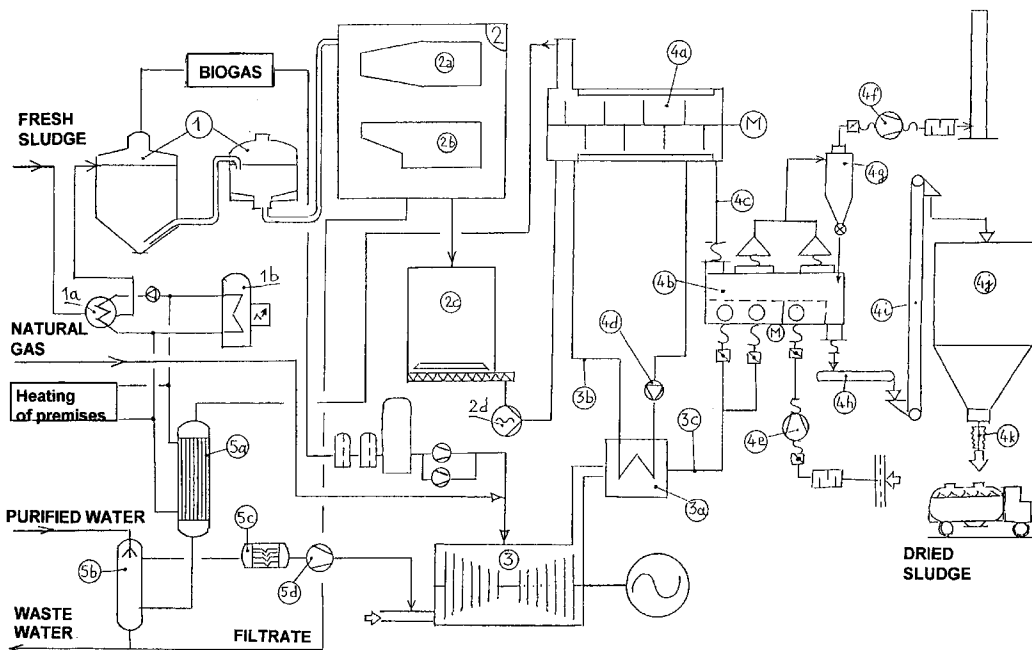 BIOGAS
2
2a
2b
4a
M
4f
FRESH
SLUDGE
1
4g
4c
1a
1b
2c
4b
M
4i
4j
NATURAL
GAS
4d
Heating
of premises
2d
3b
4h
5a
3c
4e
4k
3a
PURIFIED WATER
5b
5c
5d
3
DRIED
SLUDGE
WASTE
WATER
FILTRATE